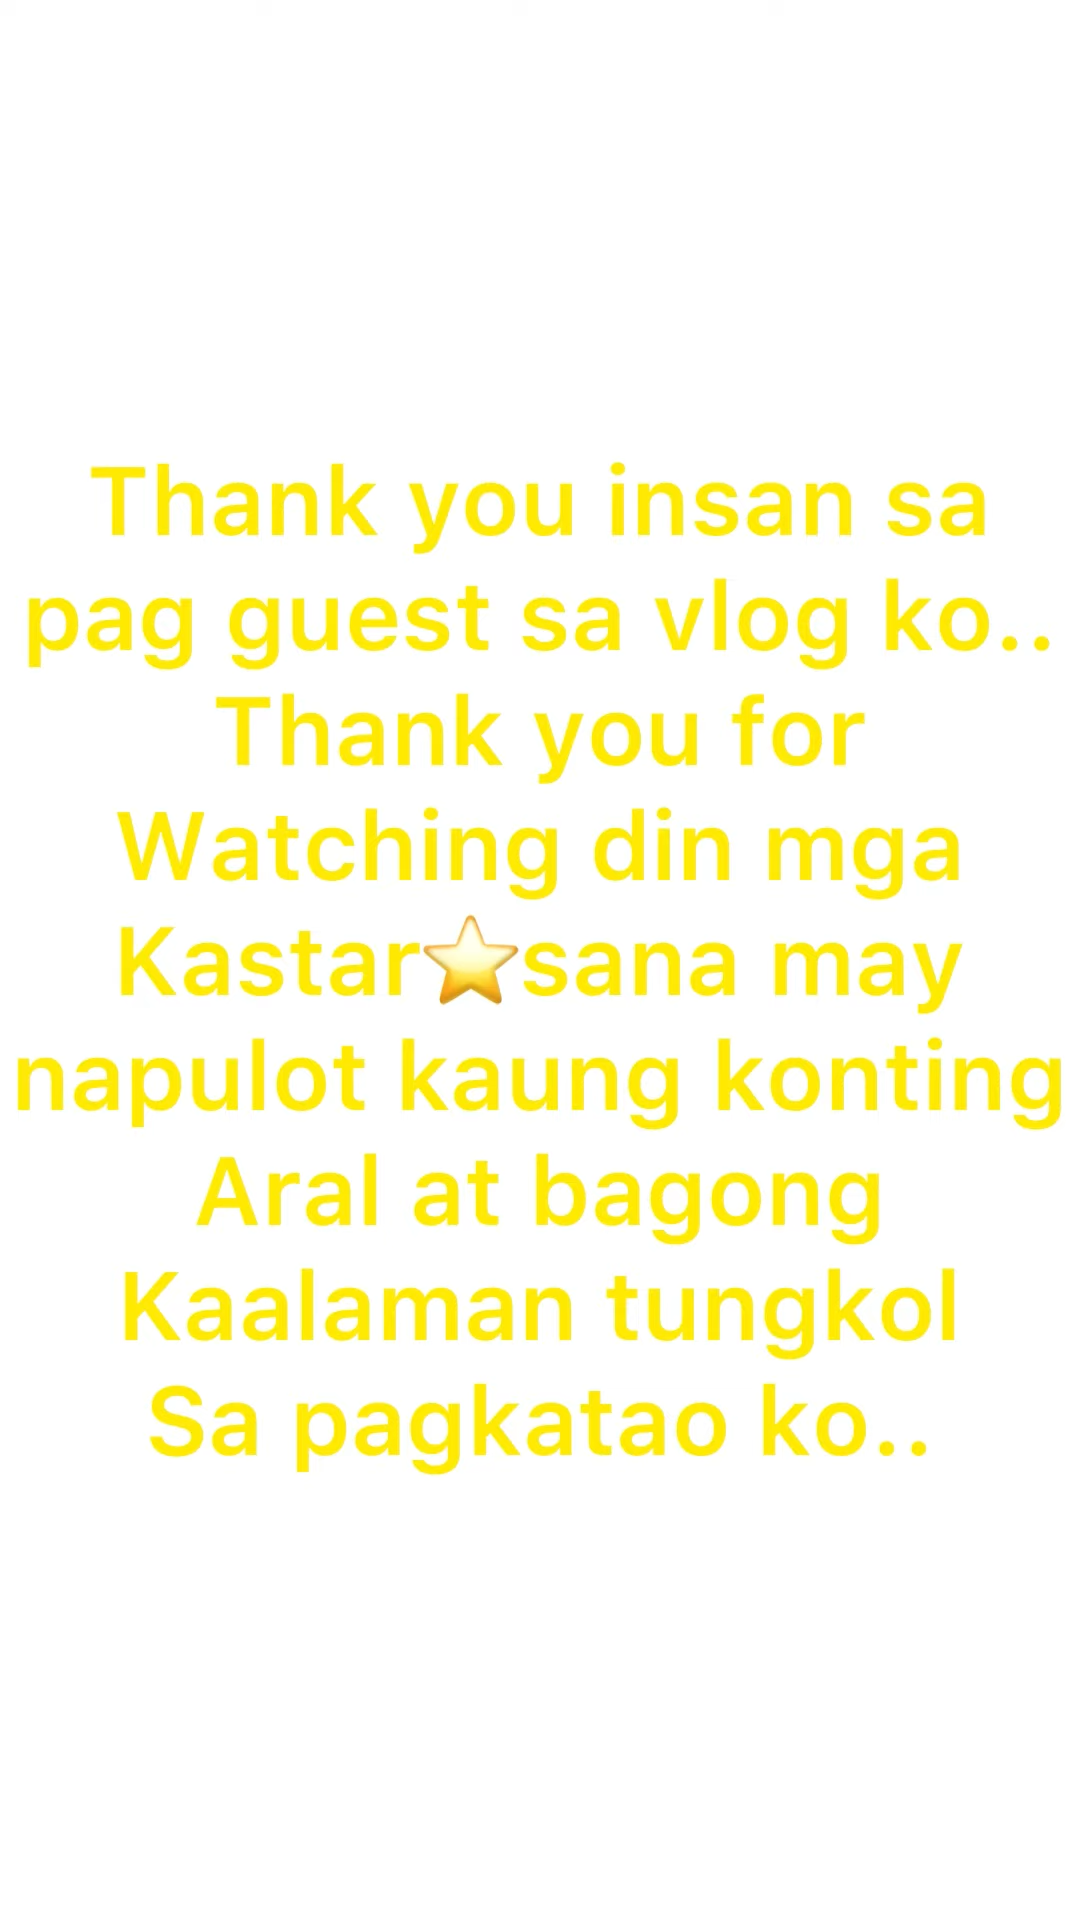 Thank you insan sa
pag guest sa vlog ko..
Thank you for
Watching din mga
Kastar⭐sana may
napulot kaung konting
Aral at bagong
Kaalaman tungkol
Sa pagkatao ko..